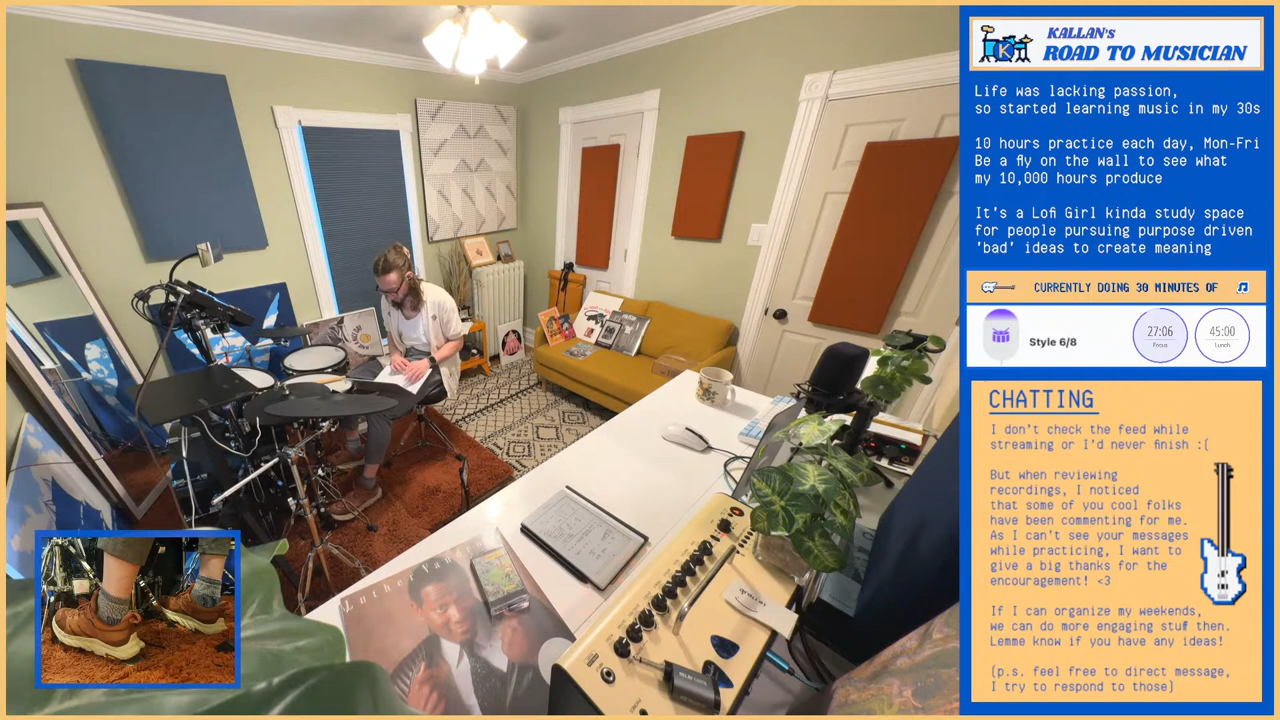 KALLAN's
K
ROAD TO MUSICIAN
Life was lacking passion,
so started learning music in my 30s
10 hours practice each day, Mon-Fri
Be a fly on the wall to see what
my 10,000 hours produce
It's a Lofi Girl kinda study space
for people pursuing purpose driven
'bad' ideas to create meaning
CURRENTLY DOING 30 MINUTES OF
Style 6/8
27:06
Focus
45:00
Lunch
CHATTING
I don't check the feed while
streaming or I'd never finish :(
But when reviewing
recordings, I noticed
that some of you cool folks
have been commenting for me.
As I can't see your messages
while practicing, I want to
give a big thanks for the
encouragement! <3
If I can organize my weekends,
we can do more engaging stuf then.
Lemme know if you have any ideas!
(p.s. feel free to direct message,
I try to respond to those)
Luther Van